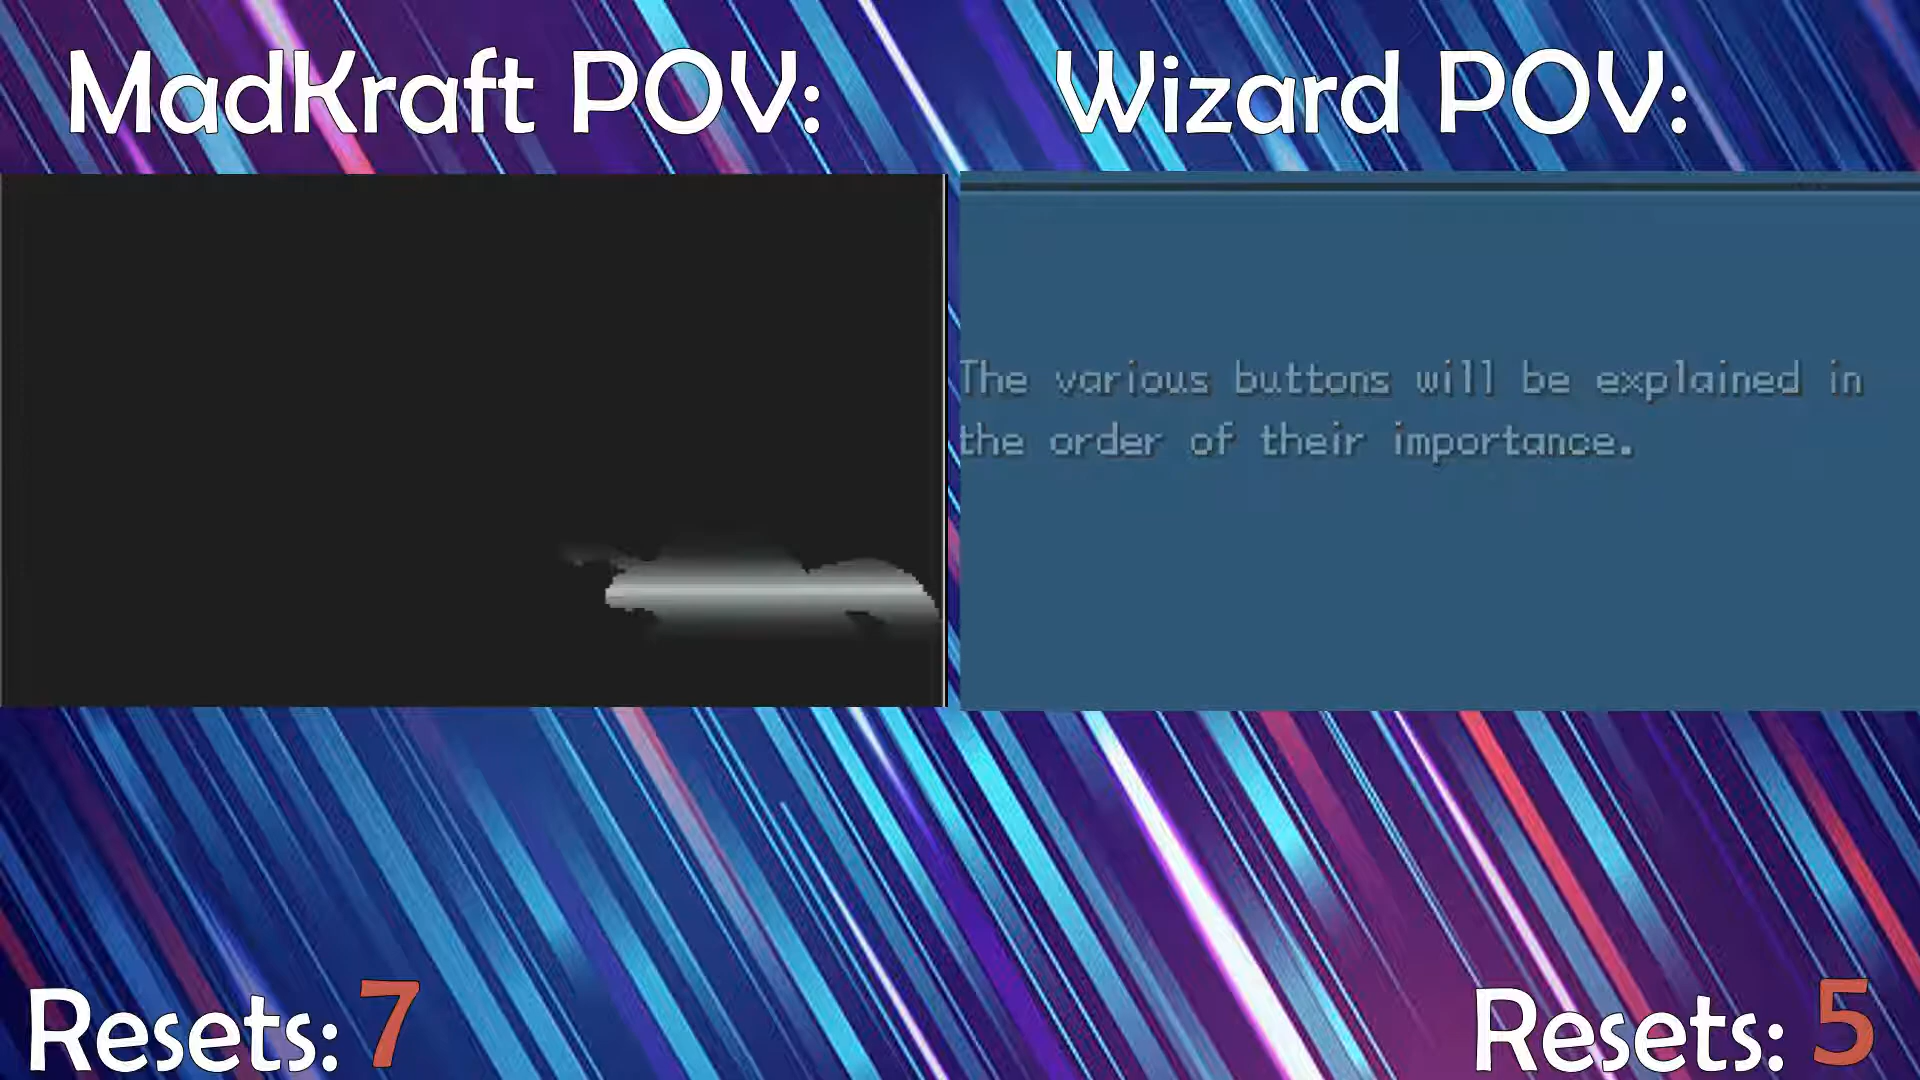 MadKraft POV:
Wizard POV:
The various buttons will be explained in
the order of their importance.
Resets: 7
Resets: 5